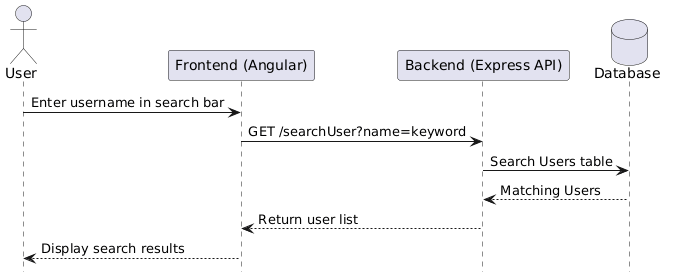 User
Frontend (Angular)
Backend (Express API)
Database
Enter username in search bar
GET /searchUser?name=keyword
Search Users table
Matching Users
Return user list
Display search results